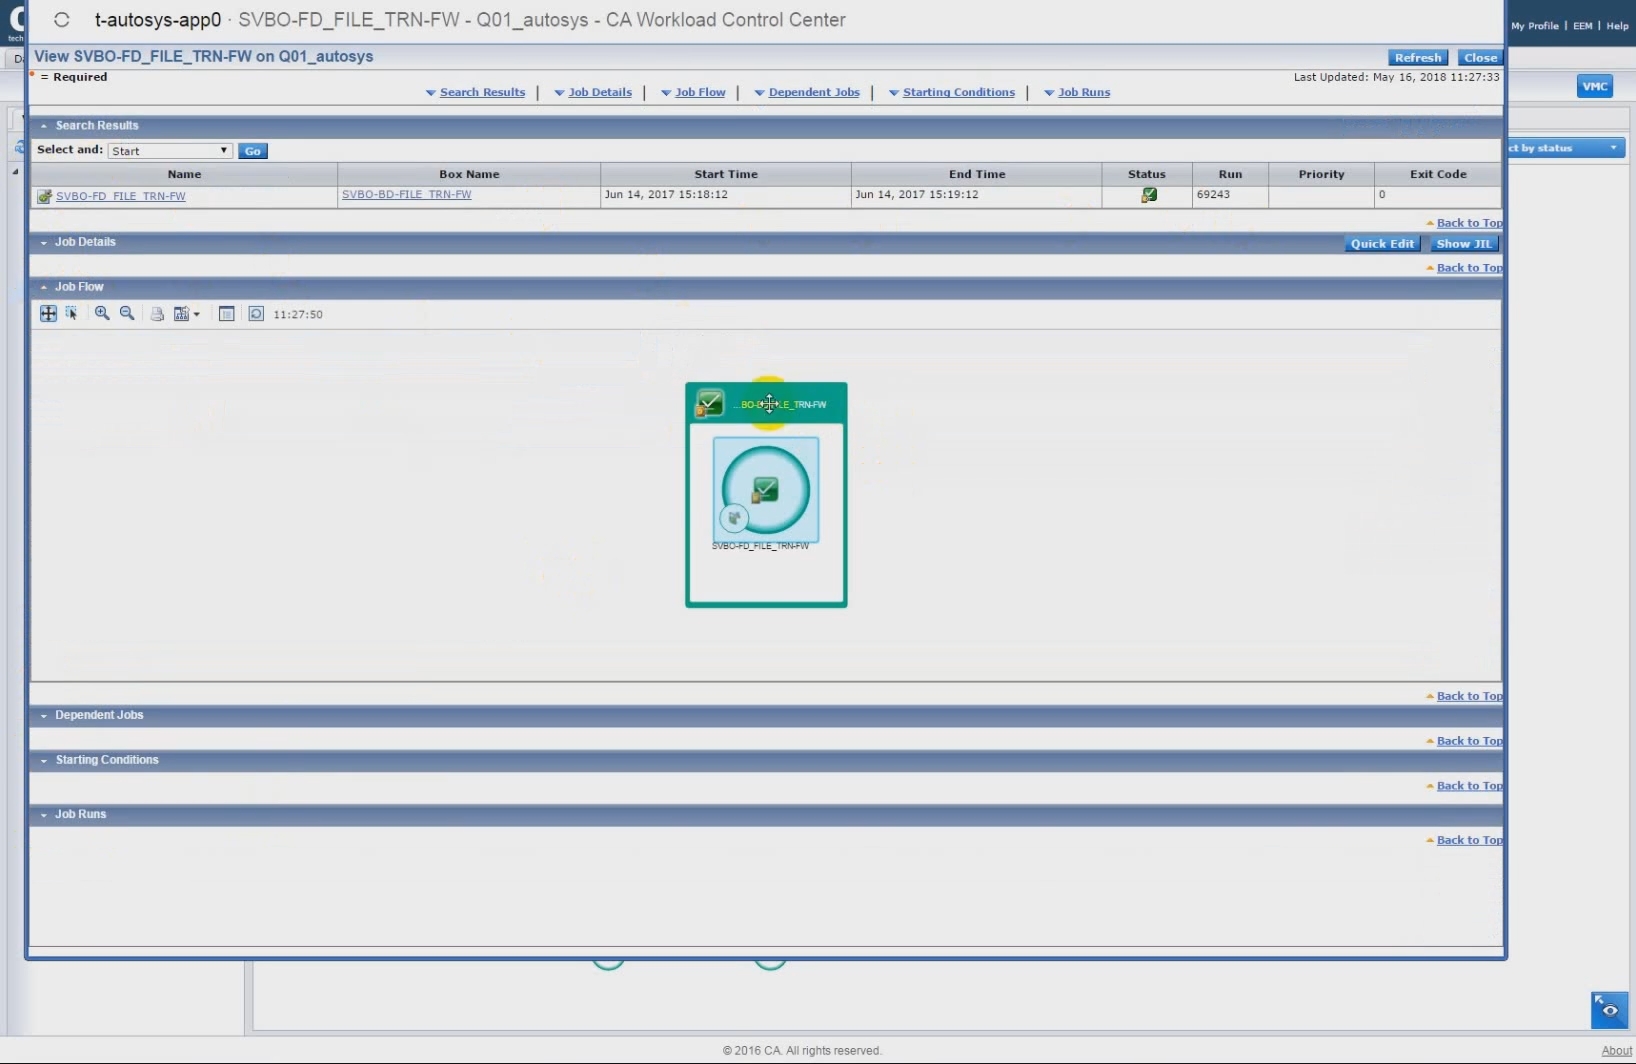 t-autosys-app0 · SVBO-FD_FILE_TRN-FW - Q01_autosys - CA Workload Control Center
My Profile | EEM | Help
View SVBO-FD_FILE_TRN-FW on Q01_autosys
Refresh Close
= Required
Last Updated: May 16, 2018 11:27:33
VMC
Search Results | Job Details | Job Flow | Dependent Jobs | Starting Conditions | Job Runs
Search Results
Select and: Start Go
ct by status
Name Box Name Start Time End Time Status Run Priority Exit Code
SVBO-FD_FILE_TRN-FW SVBO-BD-FILE_TRN-FW Jun 14, 2017 15:18:12 Jun 14, 2017 15:19:12 69243 0
Back to Top
Job Details
Quick Edit Show JIL
Back to Top
Job Flow
11:27:50
SVBO-FD_FILE_TRN-FW
Back to Top
Dependent Jobs
Back to Top
Starting Conditions
Back to Top
Job Runs
Back to Top
© 2016 CA. All rights reserved.
About